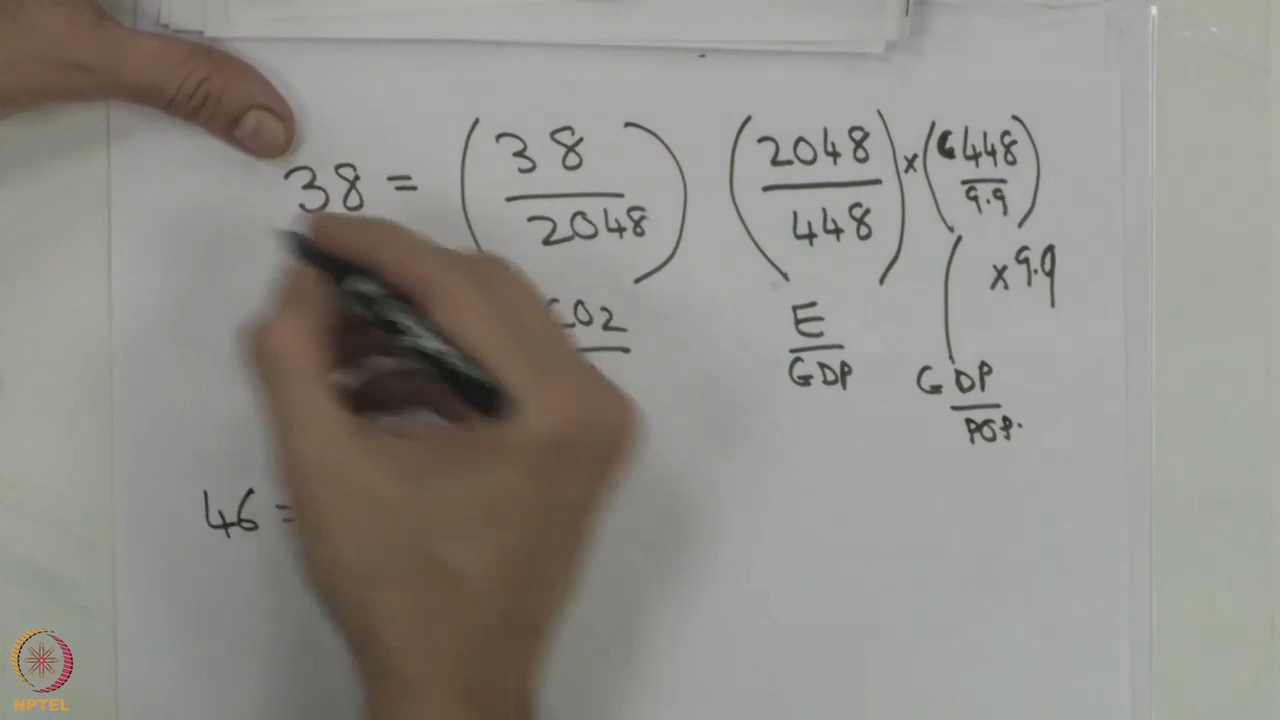 38 = (38 / 2048) (2048 / 448) × (448 / 9.9)
× 9.9
CO2
E / GDP
GDP / POP.
46 =
NPTEL